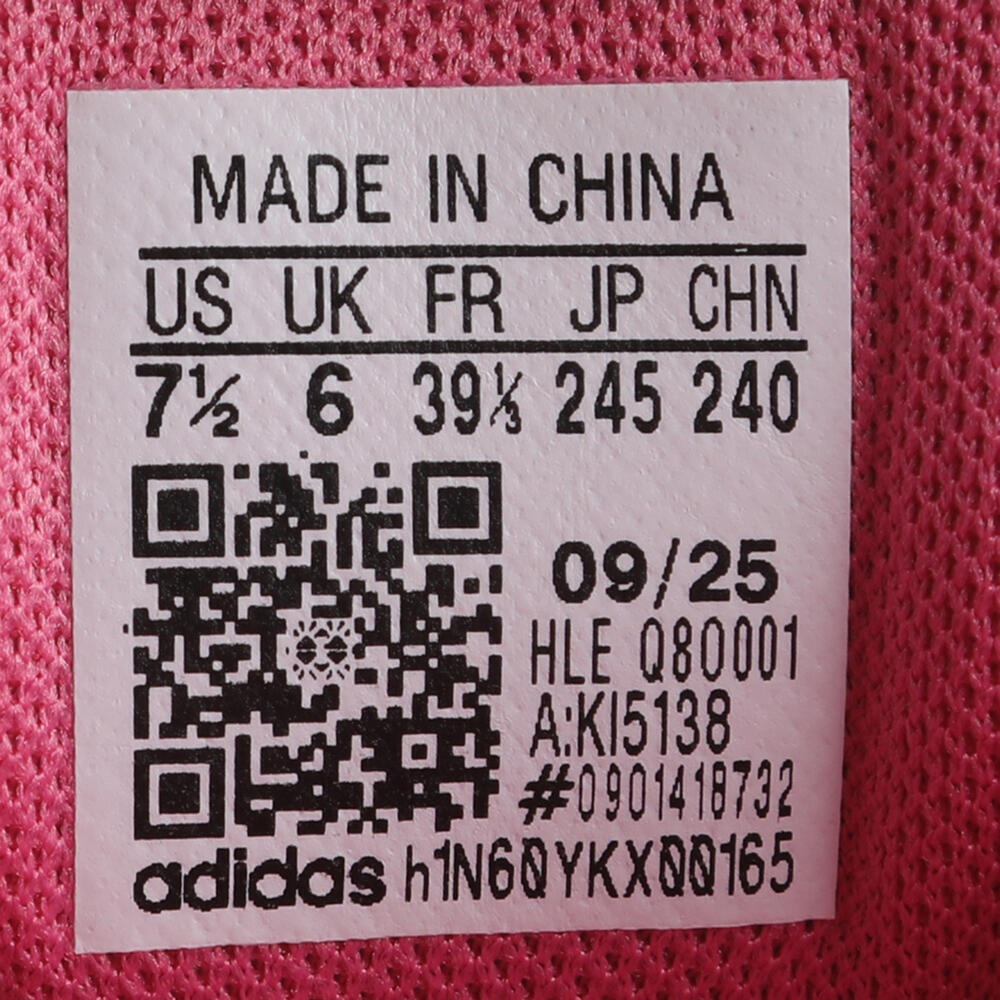 MADE IN CHINA
US UK FR JP CHN
7½ 6 39⅓ 245 240
09/25
HLE Q80001
A:KI5138
#0901418732
adidas h1N60YKX00165